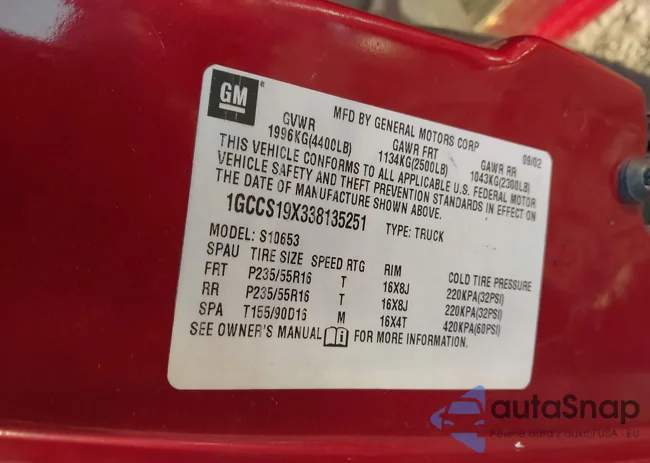 GM
MFD BY GENERAL MOTORS CORP
09/02
GVWR GAWR FRT GAWR RR
1996KG(4400LB) 1134KG(2500LB) 1043KG(2300LB)
THIS VEHICLE CONFORMS TO ALL APPLICABLE U.S. FEDERAL MOTOR
VEHICLE SAFETY AND THEFT PREVENTION STANDARDS IN EFFECT ON
THE DATE OF MANUFACTURE SHOWN ABOVE.
1GCCS19X338135251 TYPE: TRUCK
MODEL: S10653
SPAU TIRE SIZE SPEED RTG RIM COLD TIRE PRESSURE
FRT P235/55R16 T 16X8J 220KPA(32PSI)
RR P235/55R16 T 16X8J 220KPA(32PSI)
SPA T155/90D16 M 16X4T 420KPA(60PSI)
SEE OWNER'S MANUAL FOR MORE INFORMATION.
autoSnap